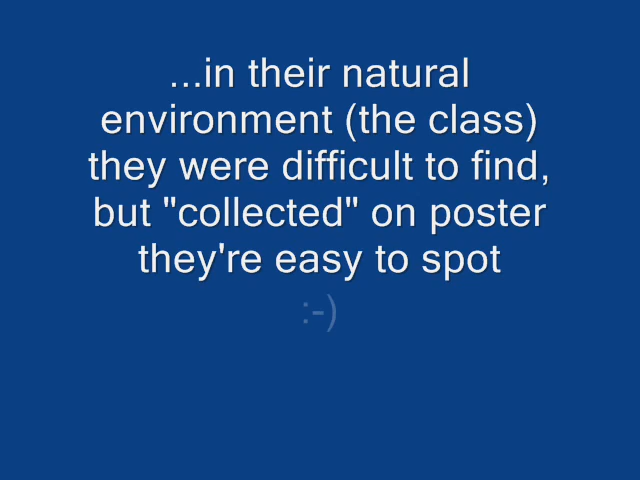 ...in their natural
environment (the class)
they were difficult to find,
but "collected" on poster
they're easy to spot
:-)